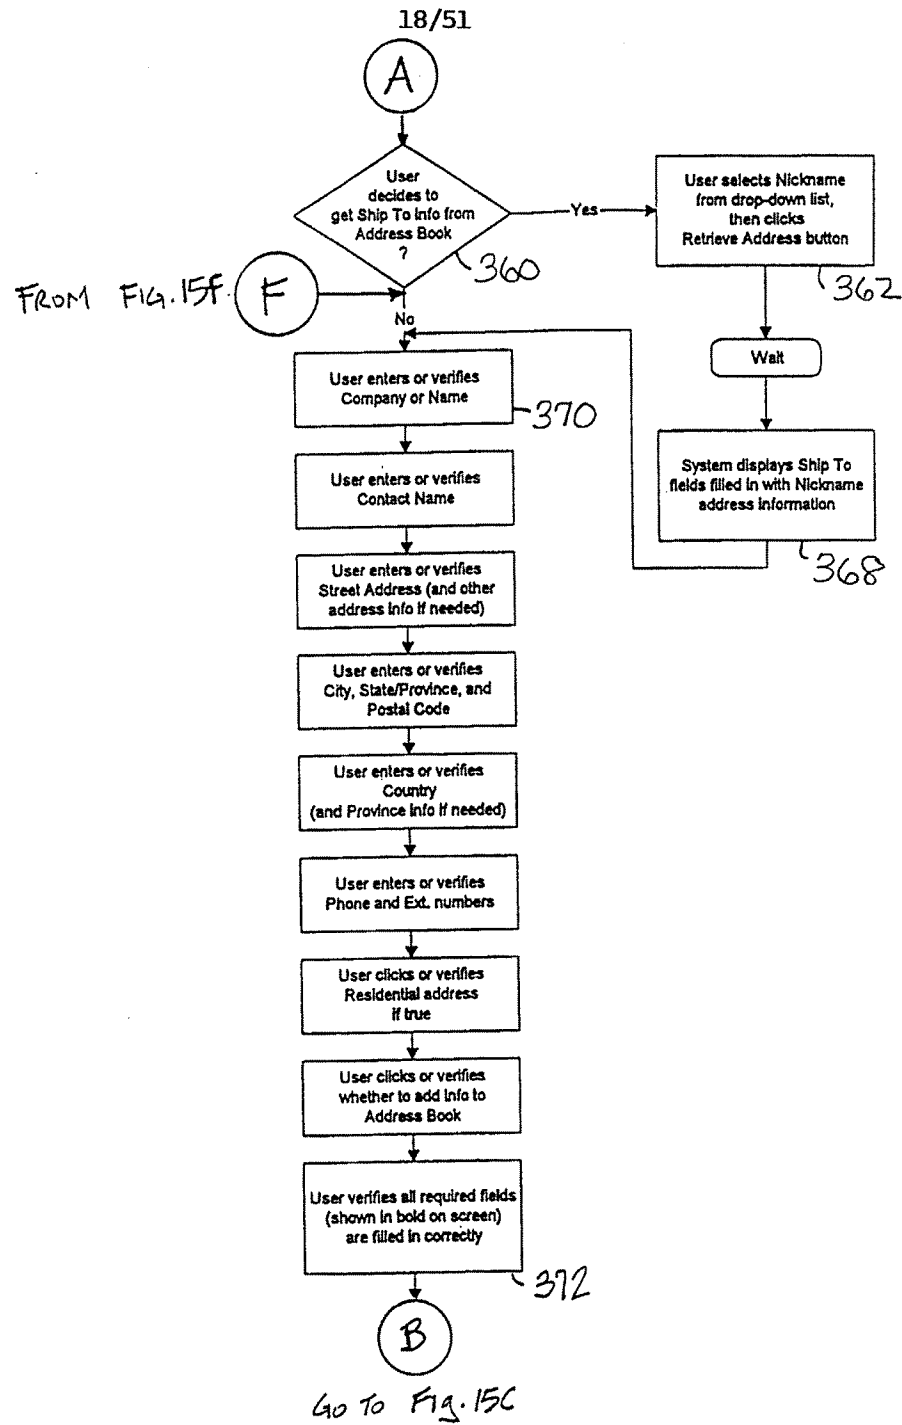 18/51
A
User
decides to
get Ship To Info from
Address Book
?
360
Yes
User selects Nickname
from drop-down list,
then clicks
Retrieve Address button
362
FROM FIG. 15F.
F
No
Wait
User enters or verifies
Company or Name
370
System displays Ship To
fields filled in with Nickname
address information
368
User enters or verifies
Contact Name
User enters or verifies
Street Address (and other
address info if needed)
User enters or verifies
City, State/Province, and
Postal Code
User enters or verifies
Country
(and Province info if needed)
User enters or verifies
Phone and Ext. numbers
User clicks or verifies
Residential address
if true
User clicks or verifies
whether to add info to
Address Book
User verifies all required fields
(shown in bold on screen)
are filled in correctly
372
B
GO TO Fig. 15C